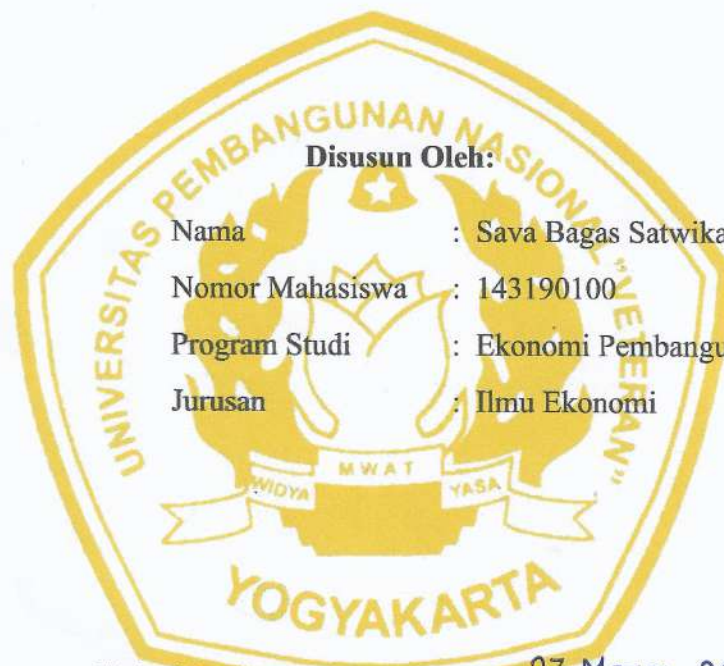 UNIVERSITAS PEMBANGUNAN NASIONAL "VETERAN"
Disusun Oleh:
Nama : Sava Bagas Satwika
Nomor Mahasiswa : 143190100
Program Studi : Ekonomi
Jurusan : Ilmu Ekonomi
WIDYA MWAT YASA
YOGYAKARTA